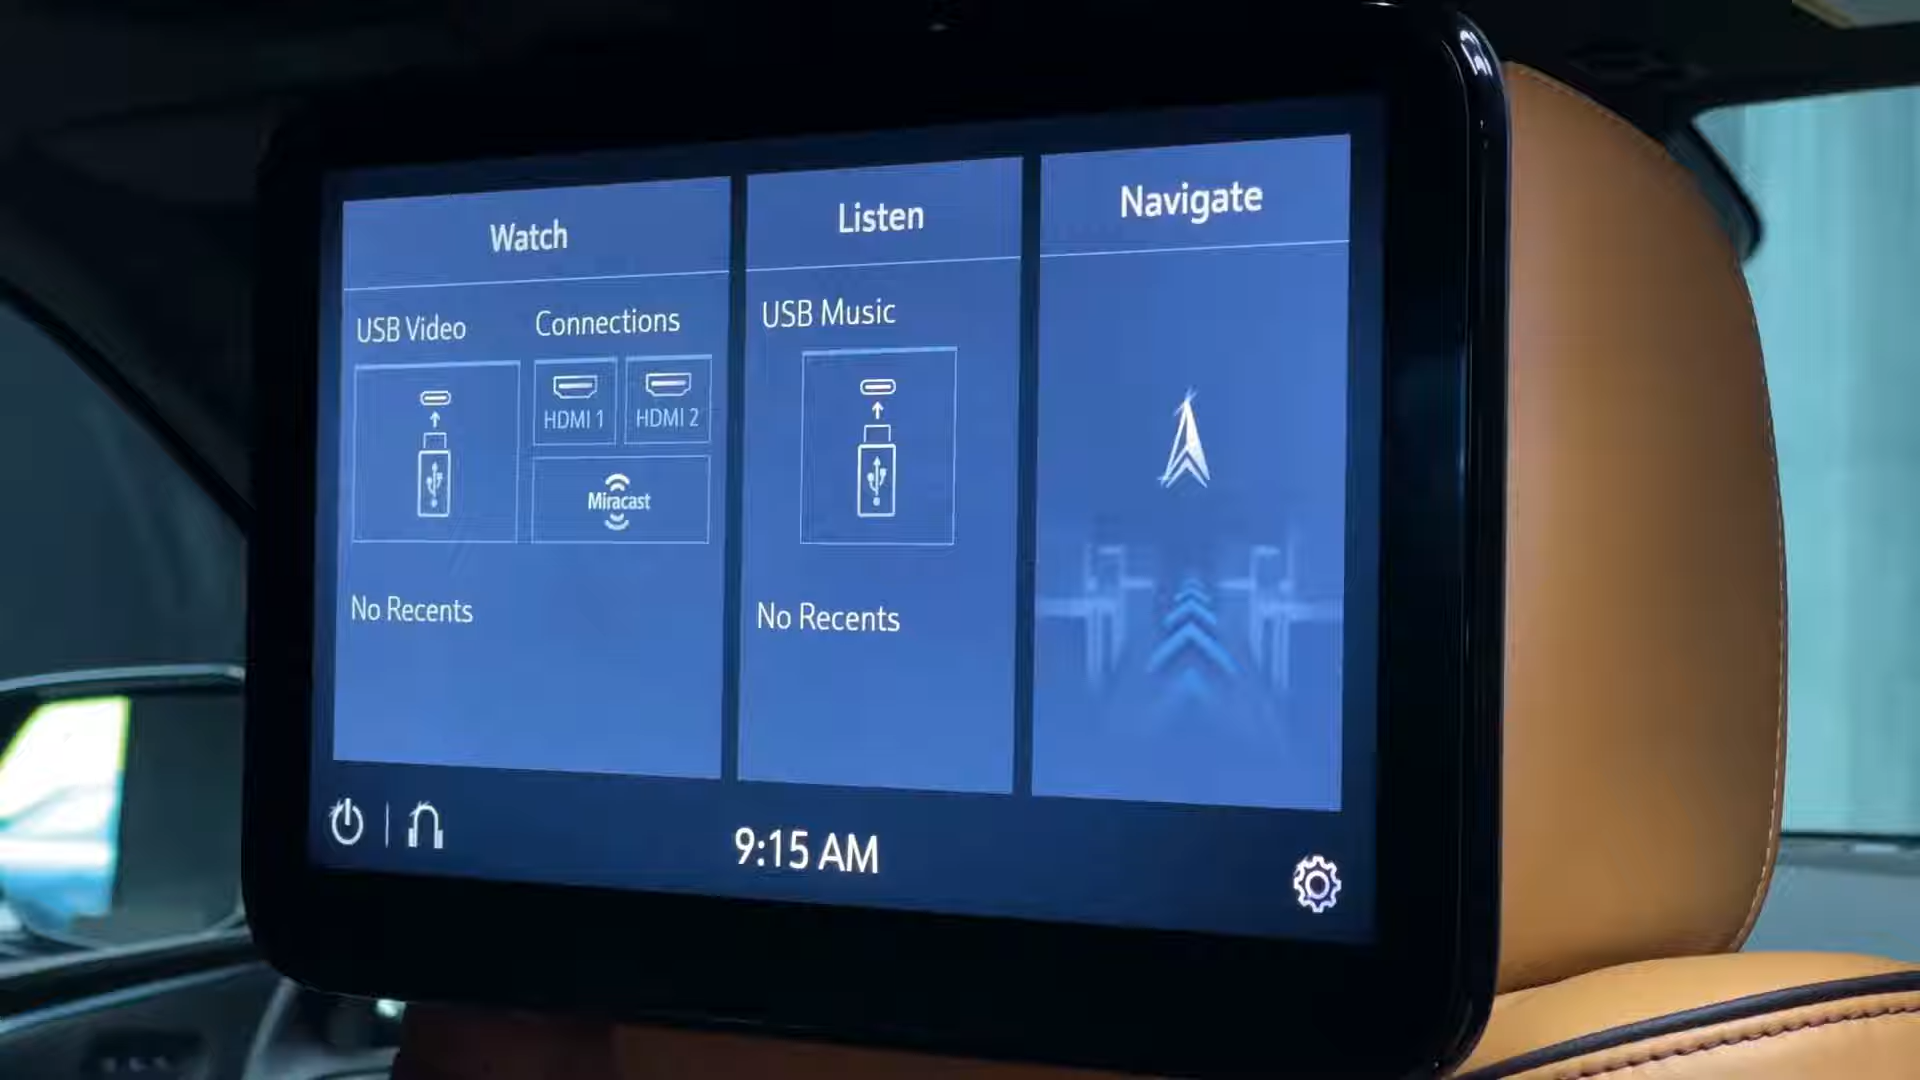 Watch
USB Video
Connections
HDMI 1
HDMI 2
Miracast
No Recents
Listen
USB Music
No Recents
Navigate
9:15 AM